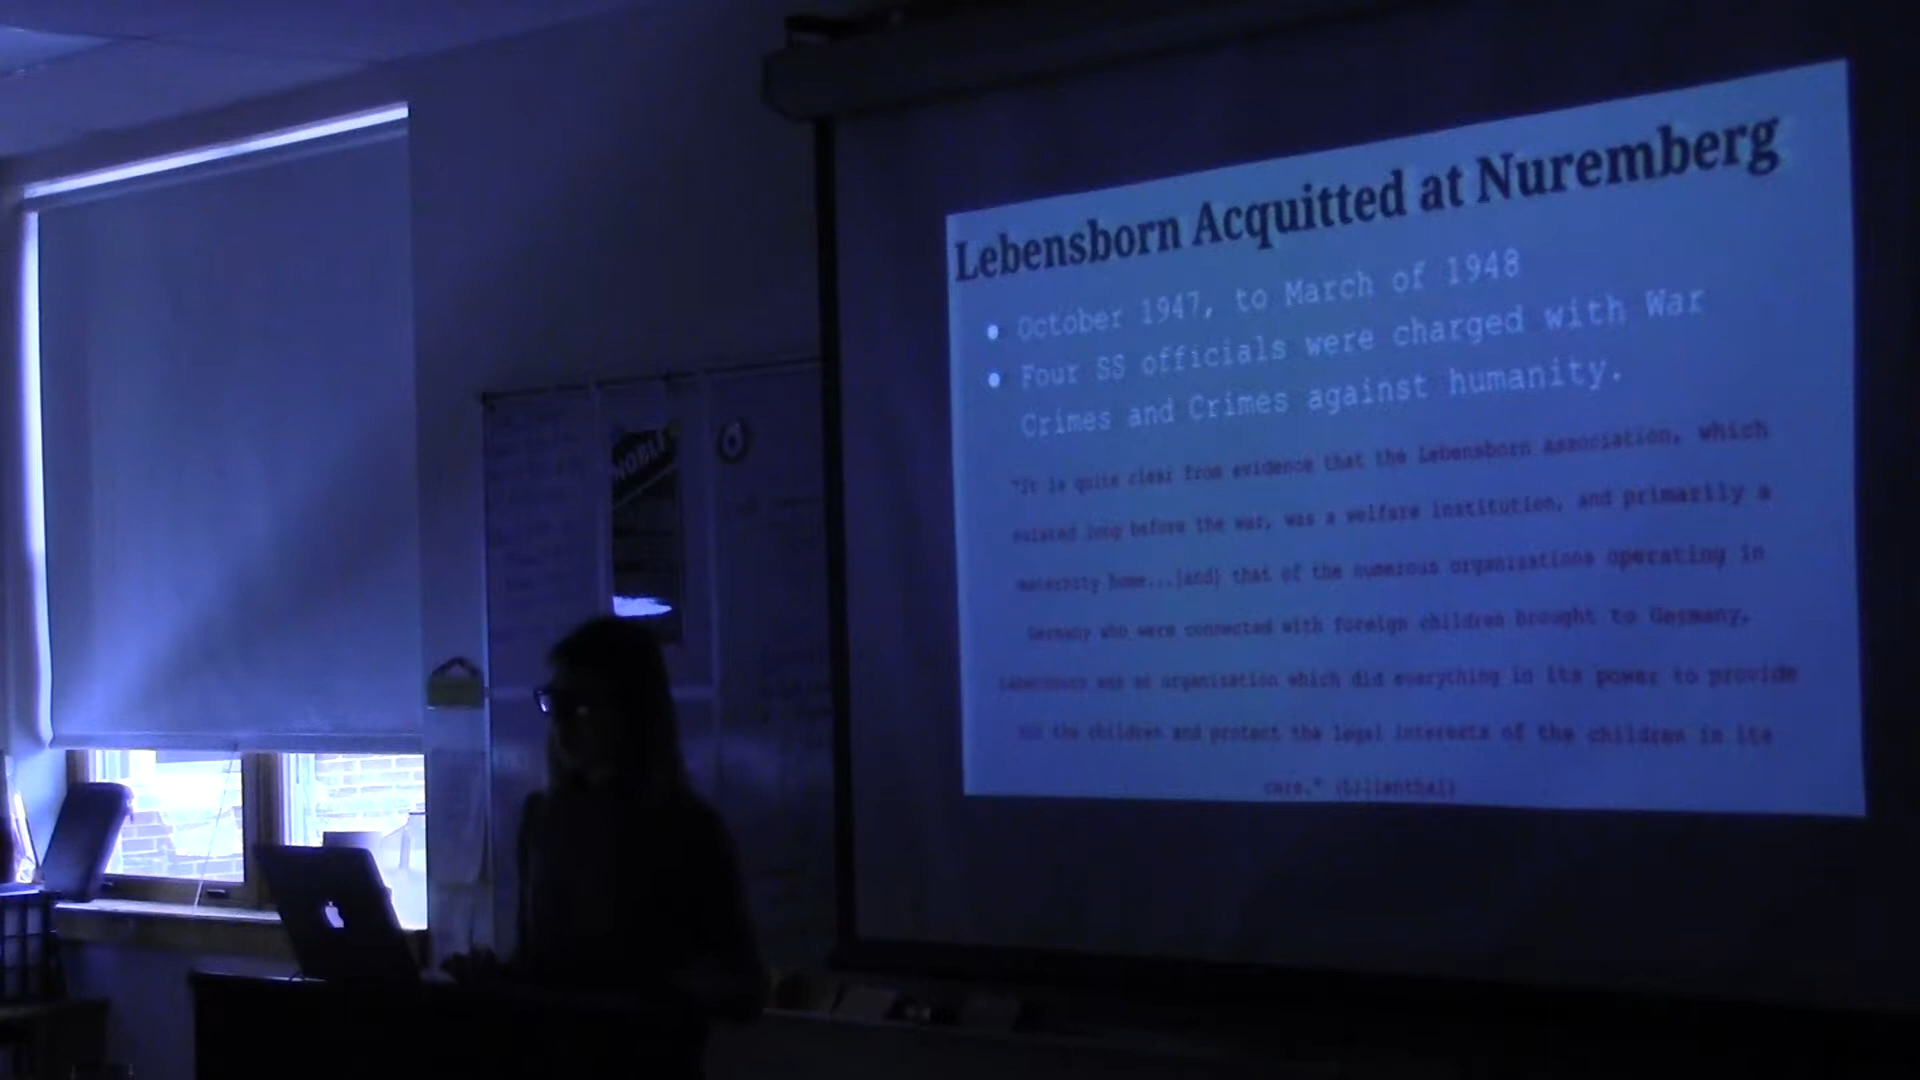 Lebensborn Acquitted at Nuremberg
● October 1947, to March of 1948
● Four SS officials were charged with War
Crimes and Crimes against humanity.
"It is quite clear from evidence that the Lebensborn association, which
existed long before the war, was a welfare institution, and primarily a
maternity home...[and] that of the numerous organizations operating in
Germany who were connected with foreign children brought to Germany,
Lebensborn was an organization which did everything in its power to provide
for the children and protect the legal interests of the children in its
care." (Lilienthal)
NOBLE